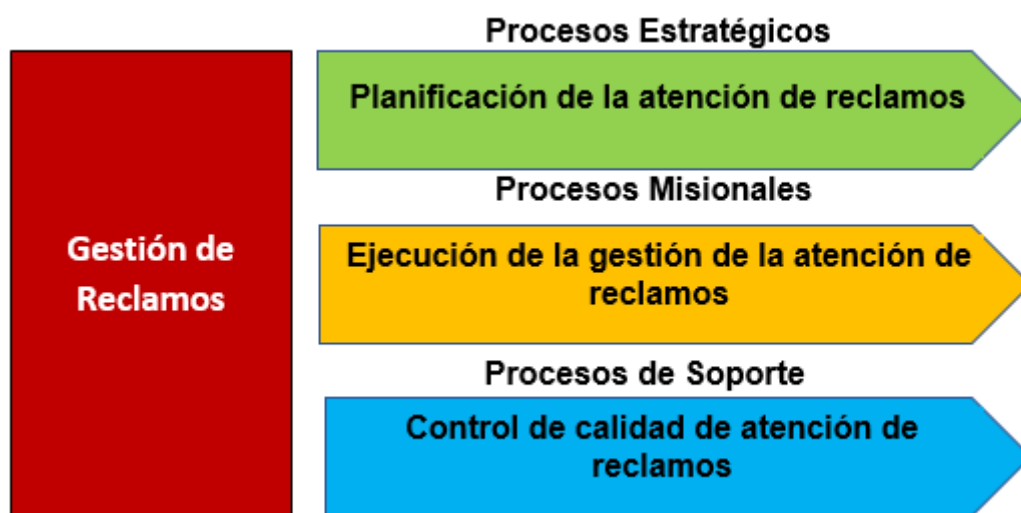 Procesos Estratégicos
Planificación de la atención de reclamos
Procesos Misionales
Gestión de
Reclamos
Ejecución de la gestión de la atención de
reclamos
Procesos de Soporte
Control de calidad de atención de
reclamos